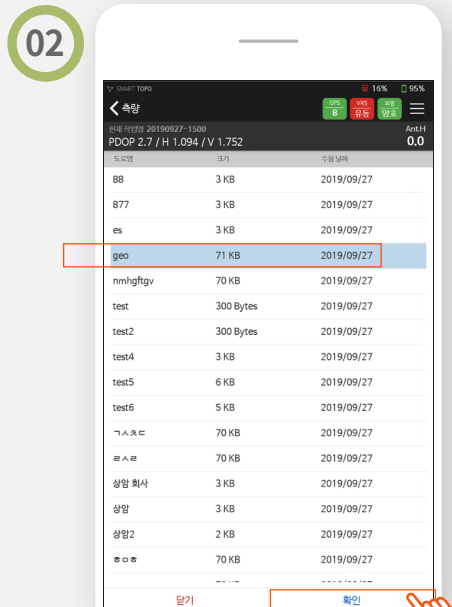 02
SMART TOPO 16% 95%
측량 GPS 8 VRS 유동 보정 양호
현재 작업명 20190927-1500 Ant.H
PDOP 2.7 / H 1.094 / V 1.752 0.0
도로명 크기 수정 날짜
88 3 KB 2019/09/27
877 3 KB 2019/09/27
es 3 KB 2019/09/27
geo 71 KB 2019/09/27
nmhgftgv 70 KB 2019/09/27
test 300 Bytes 2019/09/27
test2 300 Bytes 2019/09/27
test4 3 KB 2019/09/27
test5 6 KB 2019/09/27
test6 5 KB 2019/09/27
ㄱㅅㅊㄷ 70 KB 2019/09/27
ㄹㅅㄹ 70 KB 2019/09/27
상암 회사 3 KB 2019/09/27
상암 3 KB 2019/09/27
상암2 2 KB 2019/09/27
ㅎㅇㅎ 70 KB 2019/09/27
닫기 확인